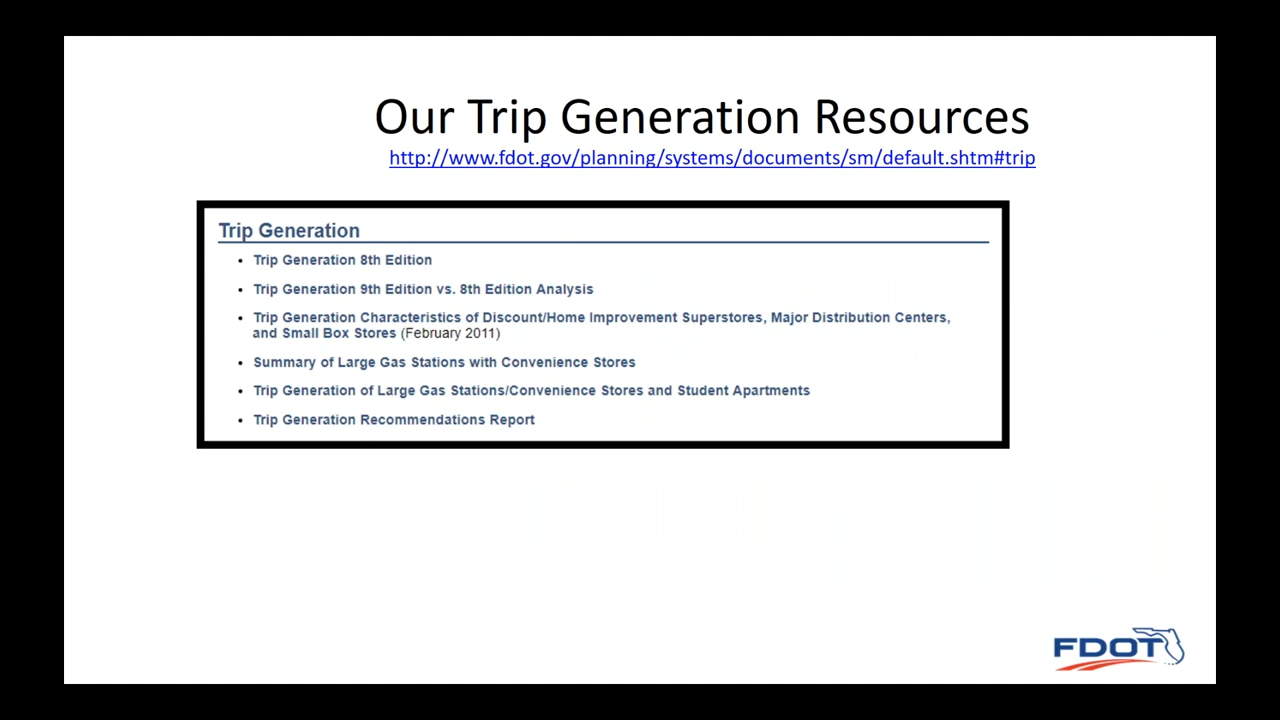 Our Trip Generation Resources
http://www.fdot.gov/planning/systems/documents/sm/default.shtm#trip
Trip Generation
• Trip Generation 8th Edition
• Trip Generation 9th Edition vs. 8th Edition Analysis
• Trip Generation Characteristics of Discount/Home Improvement Superstores, Major Distribution Centers,
and Small Box Stores (February 2011)
• Summary of Large Gas Stations with Convenience Stores
• Trip Generation of Large Gas Stations/Convenience Stores and Student Apartments
• Trip Generation Recommendations Report
FDOT